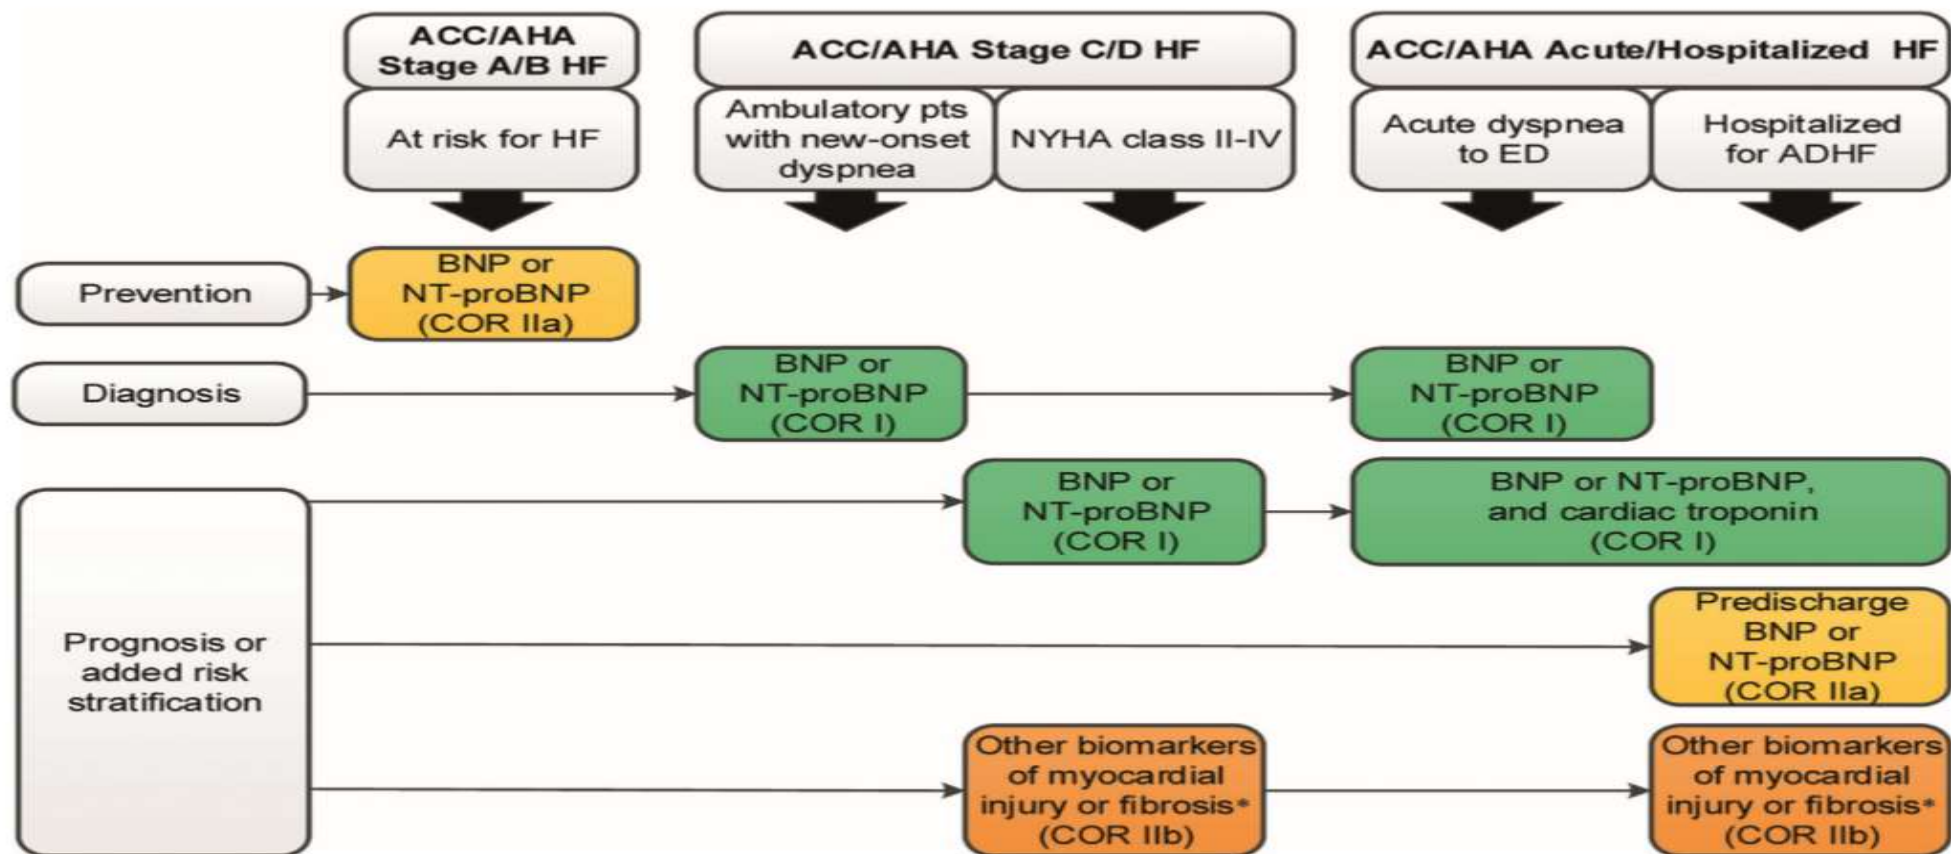 ACC/AHA
Stage A/B HF
ACC/AHA Stage C/D HF
ACC/AHA Acute/Hospitalized HF
At risk for HF
Ambulatory pts
with new-onset
dyspnea
NYHA class II-IV
Acute dyspnea
to ED
Hospitalized
for ADHF
Prevention
BNP or
NT-proBNP
(COR IIa)
Diagnosis
BNP or
NT-proBNP
(COR I)
BNP or
NT-proBNP
(COR I)
Prognosis or
added risk
stratification
BNP or
NT-proBNP
(COR I)
BNP or NT-proBNP,
and cardiac troponin
(COR I)
Predischarge
BNP or
NT-proBNP
(COR IIa)
Other biomarkers
of myocardial
injury or fibrosis*
(COR IIb)
Other biomarkers
of myocardial
injury or fibrosis*
(COR IIb)